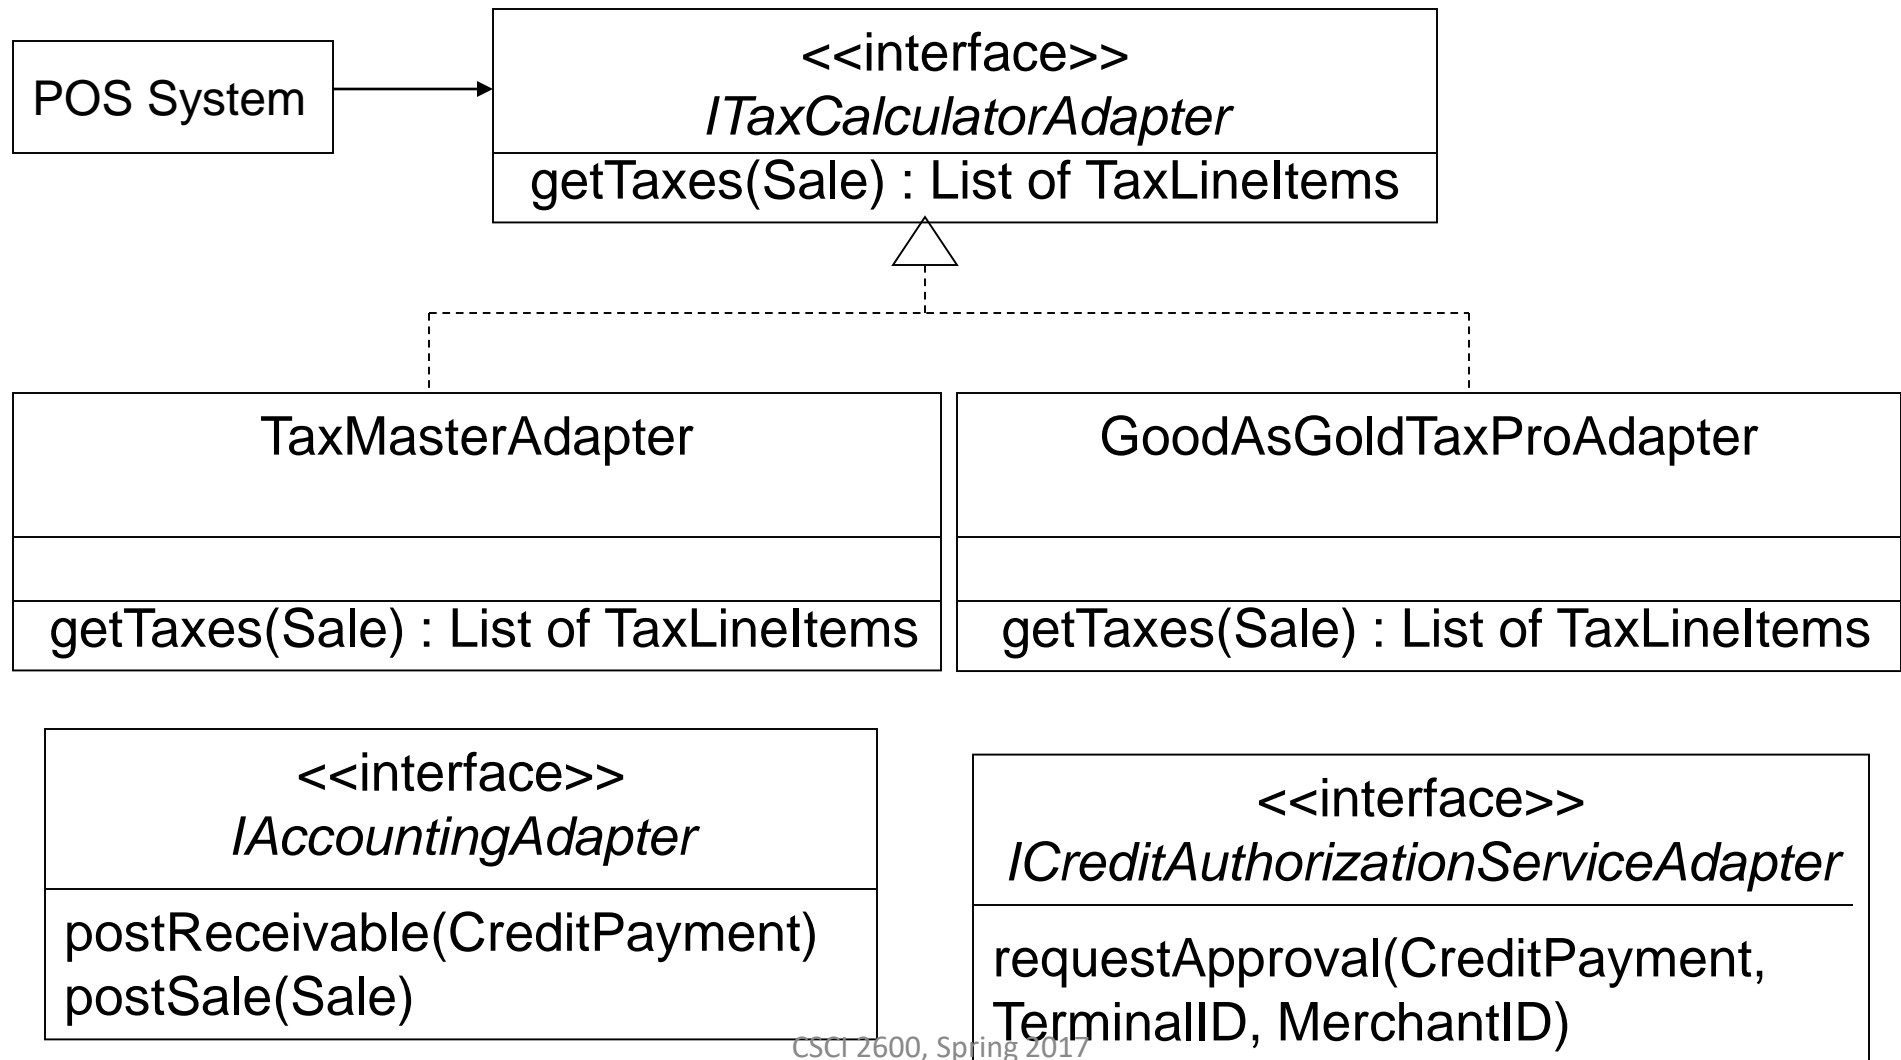 POS System
<<interface>>
ITaxCalculatorAdapter
getTaxes(Sale) : List of TaxLineItems
TaxMasterAdapter
getTaxes(Sale) : List of TaxLineItems
GoodAsGoldTaxProAdapter
getTaxes(Sale) : List of TaxLineItems
<<interface>>
IAccountingAdapter
postReceivable(CreditPayment)
postSale(Sale)
<<interface>>
ICreditAuthorizationServiceAdapter
requestApproval(CreditPayment,
TerminalID, MerchantID)
CSCI 2600, Spring 2017